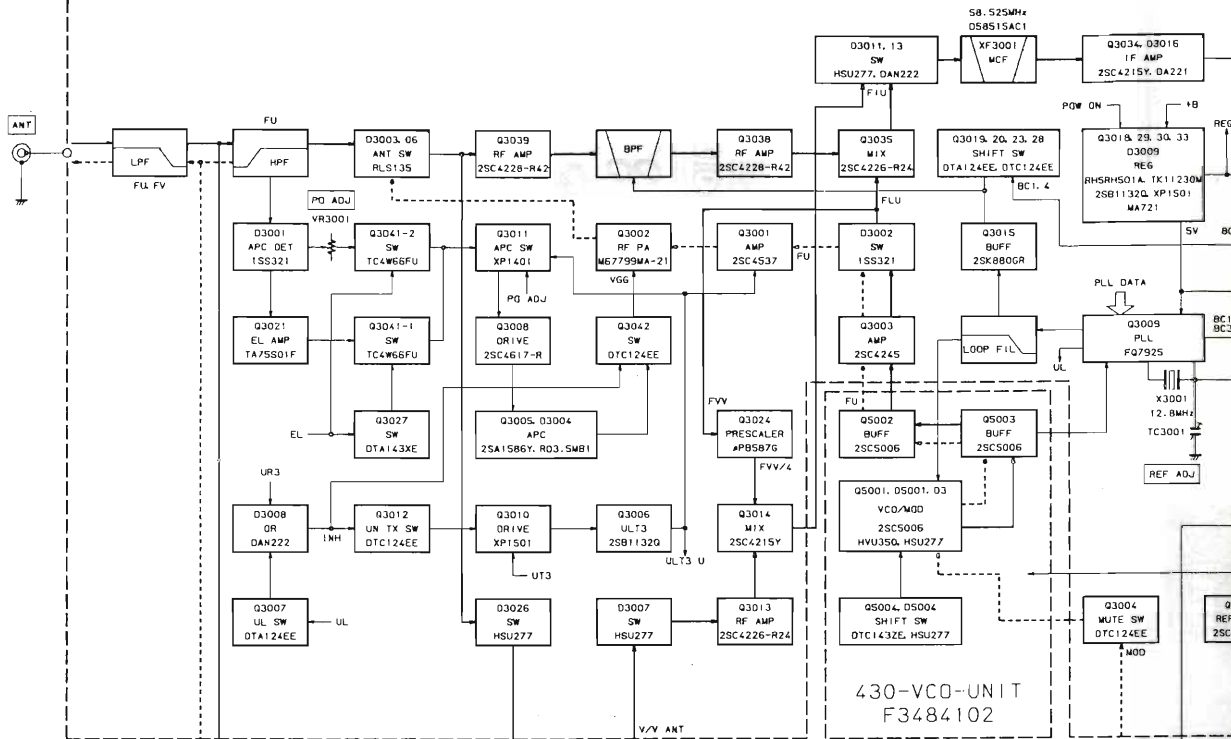 58.525MHz
D5851SAC1
D3011, 13
SW
HSU277, DAN222
XF3001
MCF
Q3034, D3016
IF AMP
2SC4215Y, DA221
FIU
POW ON
+B
REG
ANT
FU
LPF
FU, FV
HPF
D3003, 06
ANT SW
RLS135
Q3039
RF AMP
2SC4228-R42
BPF
Q3038
RF AMP
2SC4228-R42
Q3035
MIX
2SC4226-R24
Q3019, 20, 23, 28
SHIFT SW
DTA124EE, DTC124EE
BC1, 4
Q3018, 29, 30, 33
D3009
REG
RH5RH501A, TK11230M
2SB1132Q, XP1501
MA721
5V
PO ADJ
VR3001
FLU
D3001
APC DET
1SS321
Q3041-2
SW
TC4W66FU
Q3011
APC SW
XP1401
PO ADJ
Q3002
RF PA
M67799MA-21
VGG
Q3001
AMP
2SC4537
FU
D3002
SW
1SS321
Q3015
BUFF
2SK880GR
PLL DATA
Q3021
EL AMP
TA75S01F
Q3041-1
SW
TC4W66FU
Q3008
DRIVE
2SC4617-R
Q3042
SW
DTC124EE
Q3003
AMP
2SC4245
LOOP FIL
UL
Q3009
PLL
FQ7925
BC1
X3001
12.8MHz
TC3001
REF ADJ
EL
Q3027
SW
DTA143XE
Q3005, D3004
APC
2SA1586Y, RD3.5MB1
FVV
Q3024
PRESCALER
μPB587G
FVV/4
FU
Q5002
BUFF
2SC5006
Q5003
BUFF
2SC5006
UR3
D3008
OR
DAN222
INH
Q3012
UN TX SW
DTC124EE
Q3010
DRIVE
XP1501
UT3
Q3006
ULT3
2SB1132Q
ULT3 U
Q3014
MIX
2SC4215Y
Q5001, D5001, D3
VCO/MOD
2SC5006
HVU350, HSU277
Q3007
UL SW
DTA124EE
UL
D3026
SW
HSU277
D3007
SW
HSU277
Q3013
RF AMP
2SC4226-R24
Q5004, D5004
SHIFT SW
DTC143ZE, HSU277
Q3004
MUTE SW
DTC124EE
MOD
V/V ANT
430-VCO-UNIT
F3484102